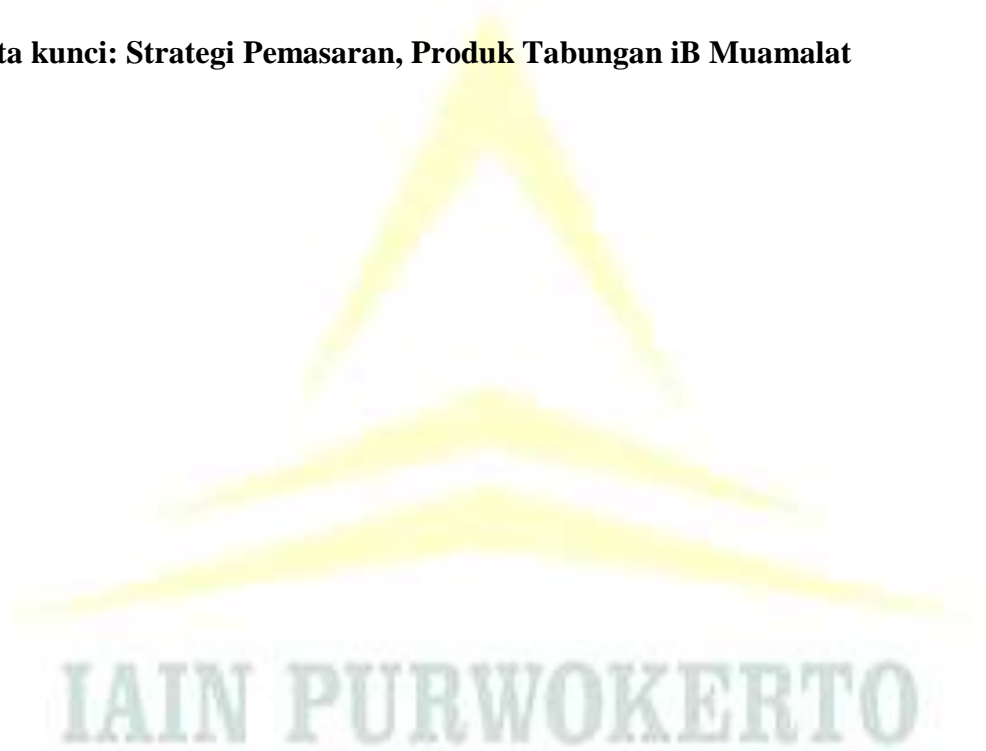 ta kunci: Strategi Pemasaran, Produk Tabungan iB Muamalat
IAIN PURWOKERTO